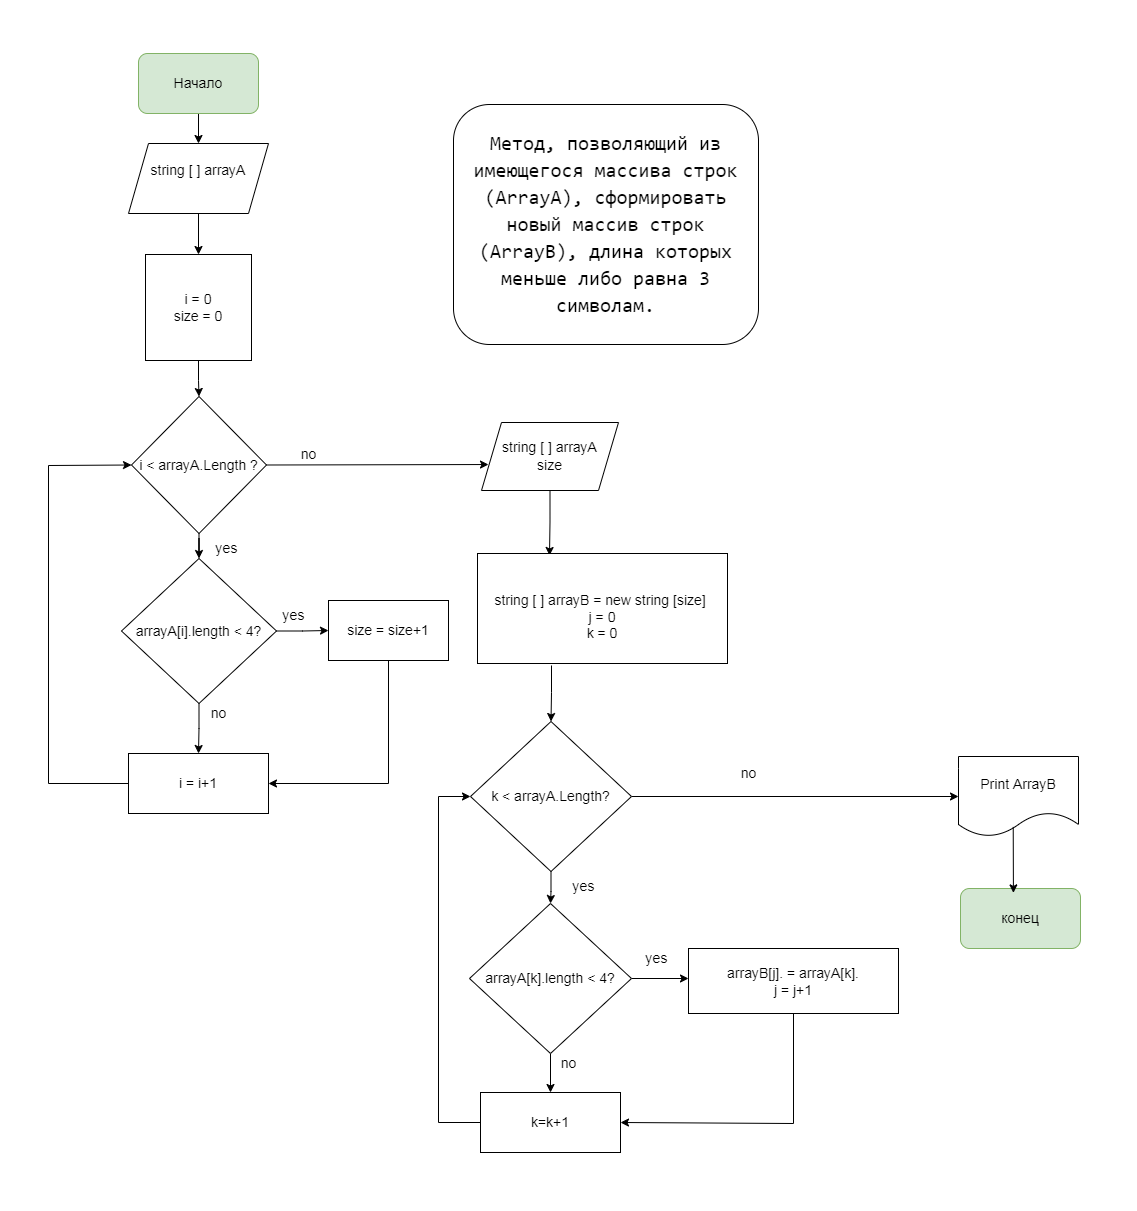 Начало
string [ ] arrayA
i = 0
size = 0
i < arrayA.Length ?
no
yes
arrayA[i].length < 4?
yes
size = size+1
no
i = i+1
Метод, позволяющий из
имеющегося массива строк
(ArrayA), сформировать
новый массив строк
(ArrayB), длина которых
меньше либо равна 3
символам.
string [ ] arrayA
size
string [ ] arrayB = new string [size]
j = 0
k = 0
k < arrayA.Length?
no
yes
arrayA[k].length < 4?
yes
arrayB[j]. = arrayA[k].
j = j+1
no
k=k+1
Print ArrayB
конец